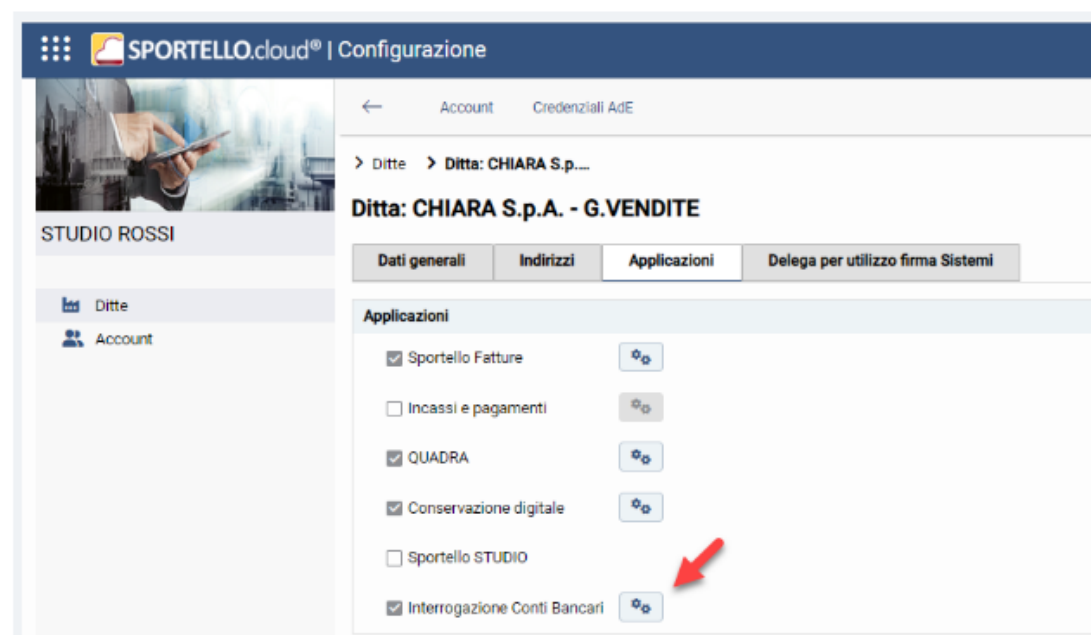 SPORTELLO.cloud® | Configurazione
← Account Credenziali AdE
> Ditte > Ditta: CHIARA S.p....
Ditta: CHIARA S.p.A. - G.VENDITE
STUDIO ROSSI
Dati generali Indirizzi Applicazioni Delega per utilizzo firma Sistemi
Ditte
Account
Applicazioni
Sportello Fatture
Incassi e pagamenti
QUADRA
Conservazione digitale
Sportello STUDIO
Interrogazione Conti Bancari